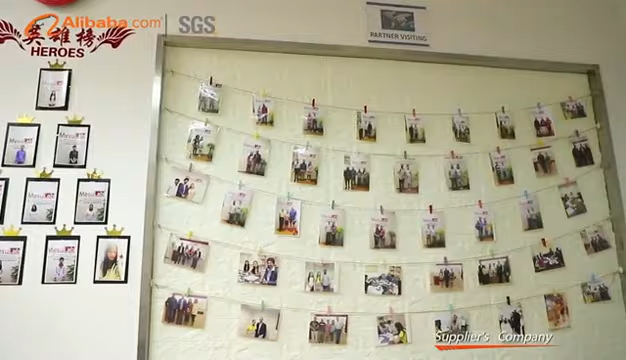 Alibaba.com
SGS
英雄榜
HEROES
PARTNER VISITING
Supplier's Company